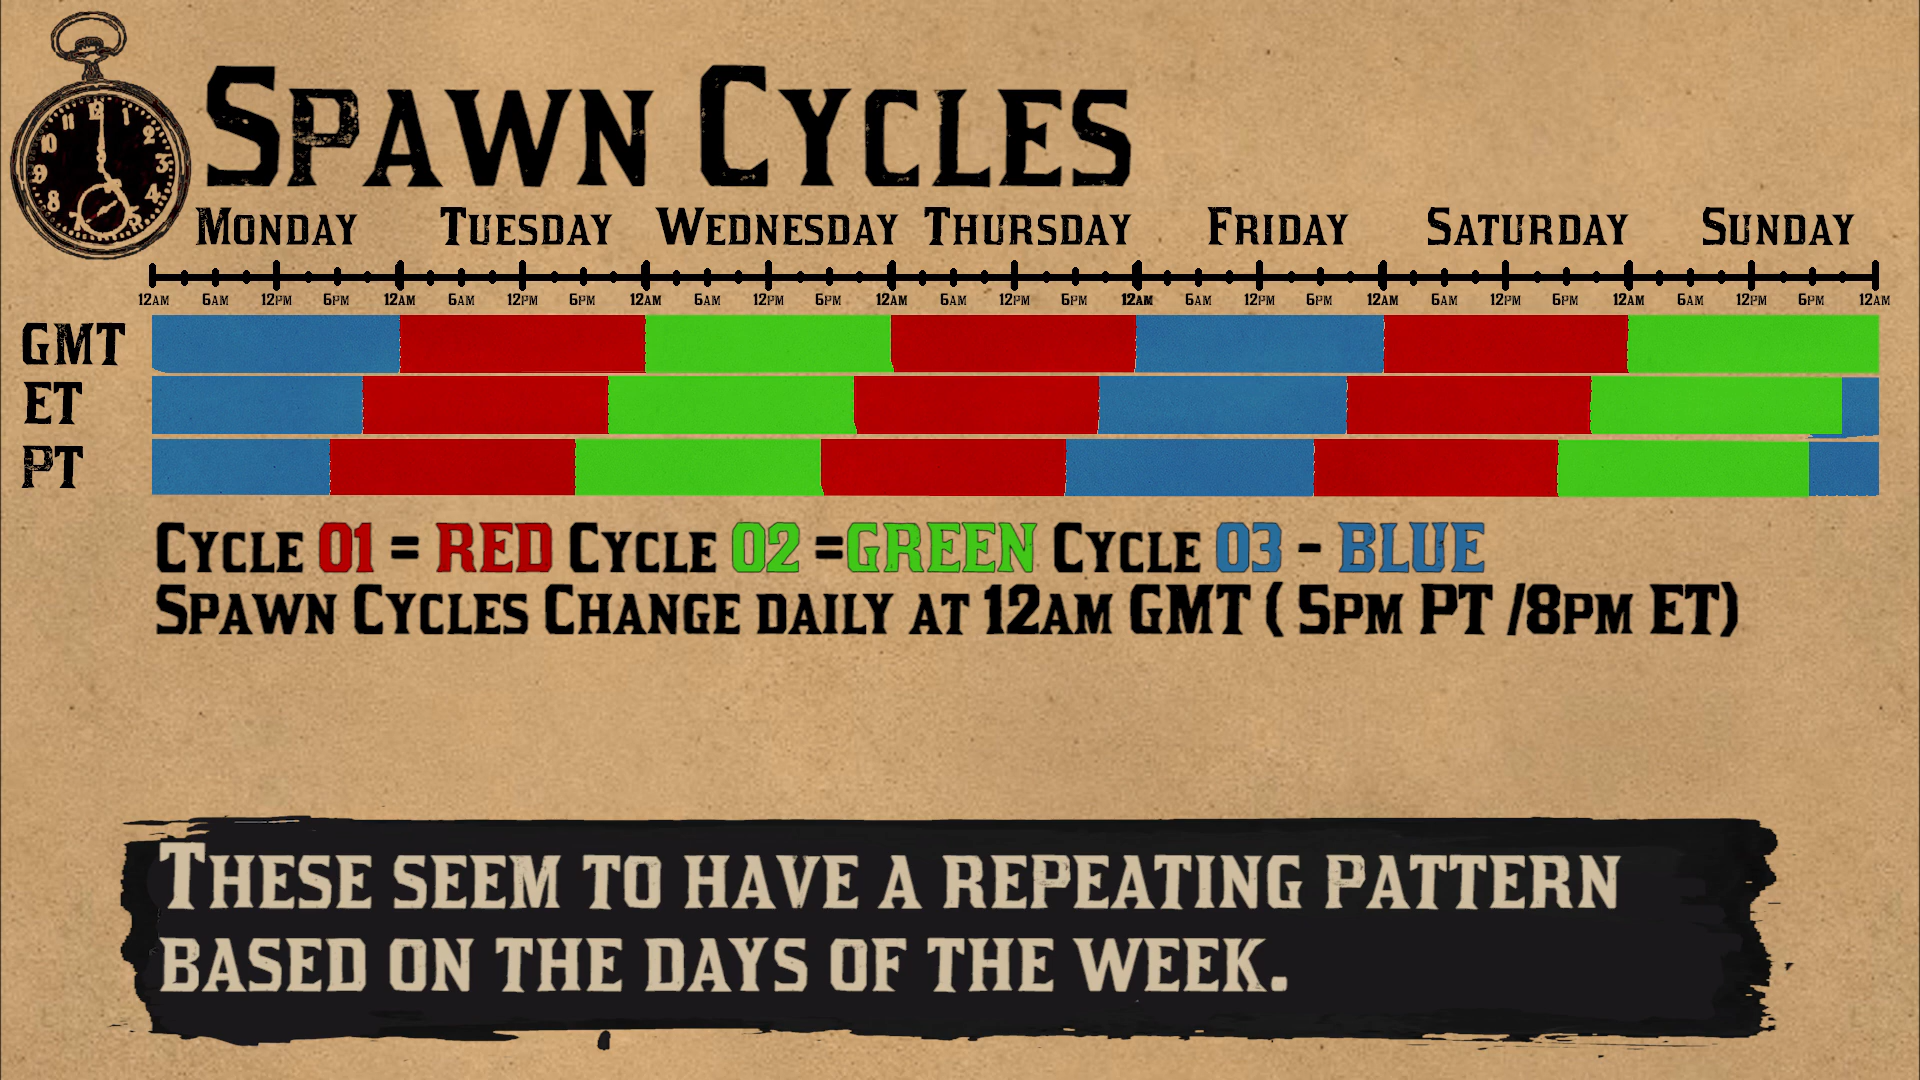 Spawn Cycles
Monday Tuesday Wednesday Thursday Friday Saturday Sunday
12AM 6AM 12PM 6PM 12AM 6AM 12PM 6PM 12AM 6AM 12PM 6PM 12AM 6AM 12PM 6PM 12AM 6AM 12PM 6PM 12AM 6AM 12PM 6PM 12AM 6AM 12PM 6PM 12AM
GMT
ET
PT
Cycle 01 = RED Cycle 02 =GREEN Cycle 03 - BLUE
Spawn Cycles Change daily at 12am GMT ( 5pm PT /8pm ET)
These seem to have a repeating pattern
based on the days of the week.